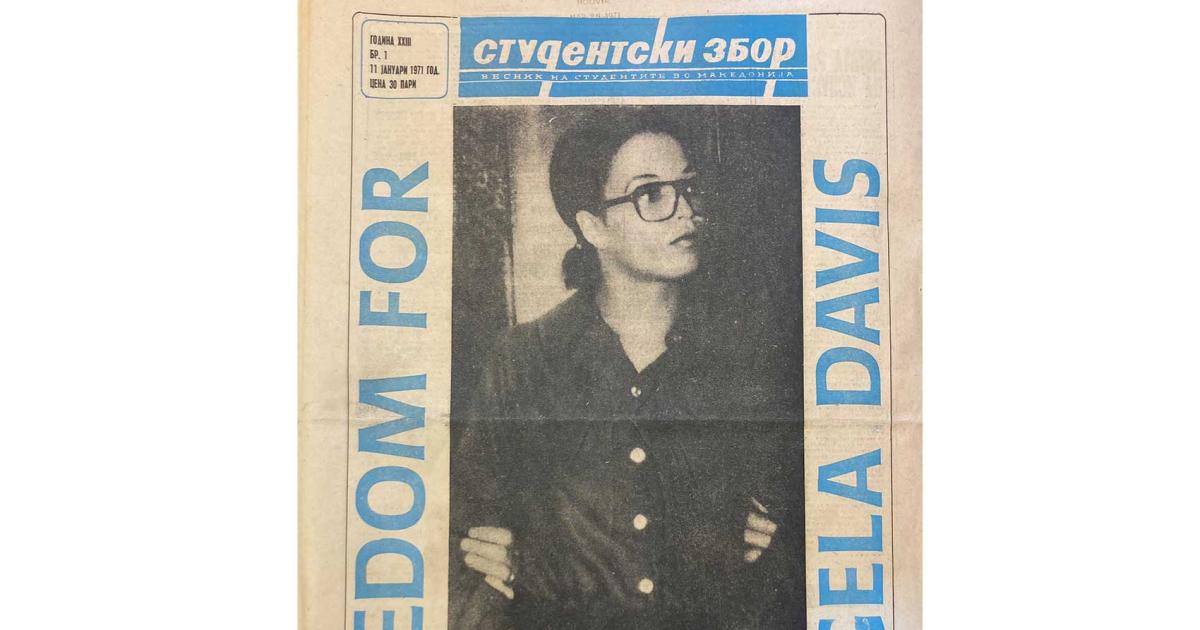 ГОДИНА XXIII
БР. 1
11 ЈАНУАРИ 1971 ГОД.
ЦЕНА 30 ПАРИ
студентски збор
ВЕСНИК НА СТУДЕНТИТЕ ВО МАКЕДОНИЈА
EDOM FOR
GELA DAVIS